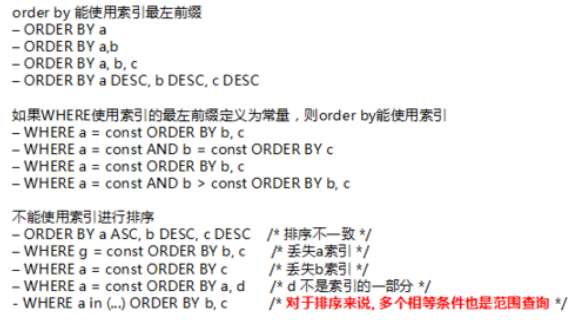 order by 能使用索引最左前缀
– ORDER BY a
– ORDER BY a,b
– ORDER BY a, b, c
– ORDER BY a DESC, b DESC, c DESC
如果WHERE使用索引的最左前缀定义为常量，则order by能使用索引
– WHERE a = const ORDER BY b, c
– WHERE a = const AND b = const ORDER BY c
– WHERE a = const ORDER BY b, c
– WHERE a = const AND b > const ORDER BY b, c
不能使用索引进行排序
– ORDER BY a ASC, b DESC, c DESC /* 排序不一致 */
– WHERE g = const ORDER BY b, c /* 丢失a索引 */
– WHERE a = const ORDER BY c /* 丢失b索引 */
– WHERE a = const ORDER BY a, d /* d 不是索引的一部分 */
- WHERE a in (...) ORDER BY b, c /* 对于排序来说, 多个相等条件也是范围查询 */